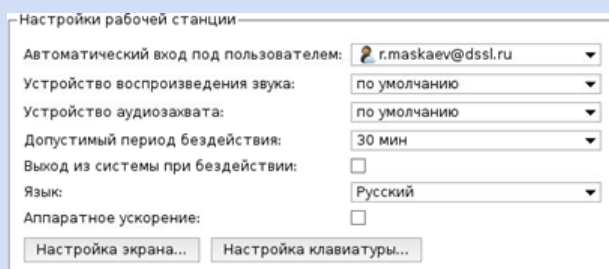 Настройки рабочей станции
Автоматический вход под пользователем: r.maskaev@dssl.ru
Устройство воспроизведения звука: по умолчанию
Устройство аудиозахвата: по умолчанию
Допустимый период бездействия: 30 мин
Выход из системы при бездействии:
Язык: Русский
Аппаратное ускорение:
Настройка экрана... Настройка клавиатуры...